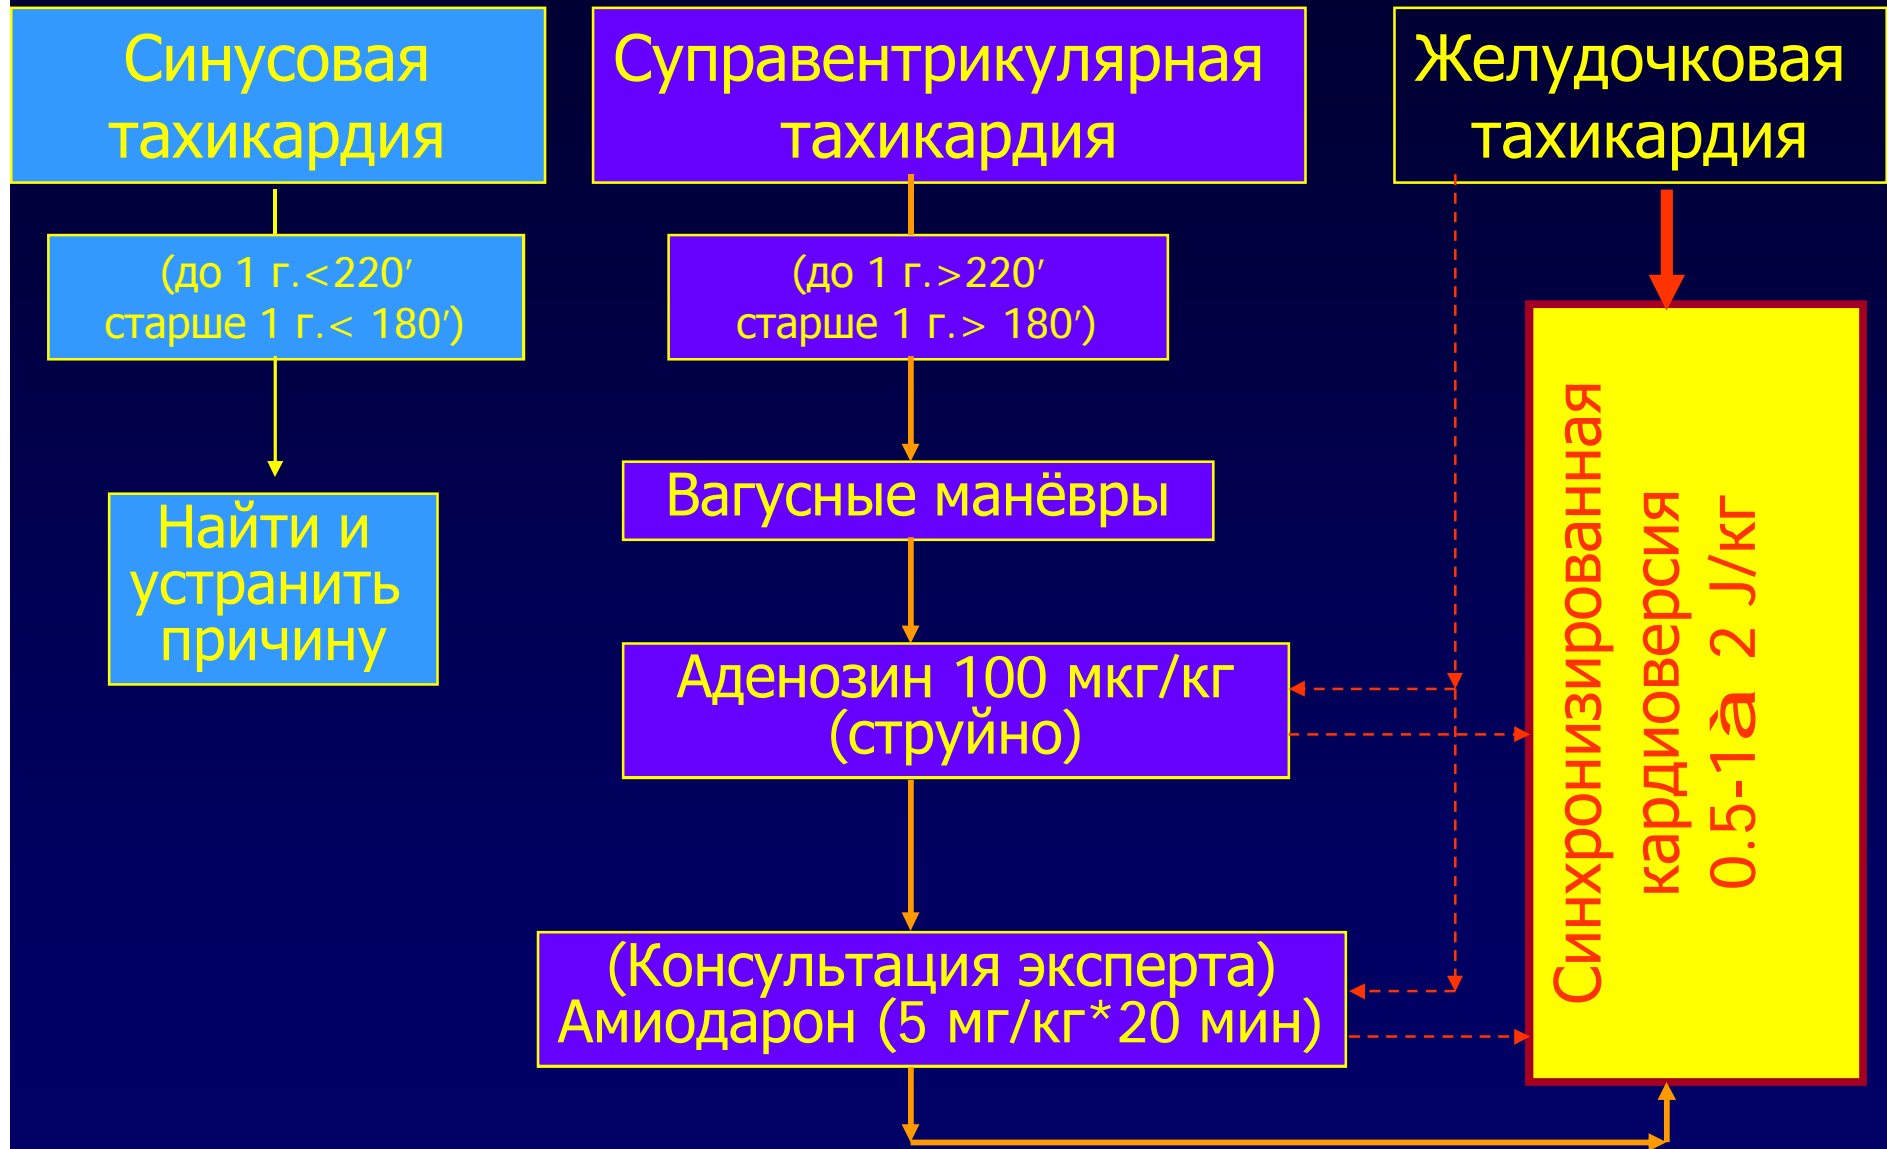 Синусовая
тахикардия
(до 1 г.<220'
старше 1 г.< 180')
Найти и
устранить
причину
Суправентрикулярная
тахикардия
(до 1 г.>220'
старше 1 г.> 180')
Вагусные манёвры
Аденозин 100 мкг/кг
(струйно)
(Консультация эксперта)
Амиодарон (5 мг/кг*20 мин)
Желудочковая
тахикардия
Синхронизированная
кардиоверсия
0.5-1à 2 J/кг